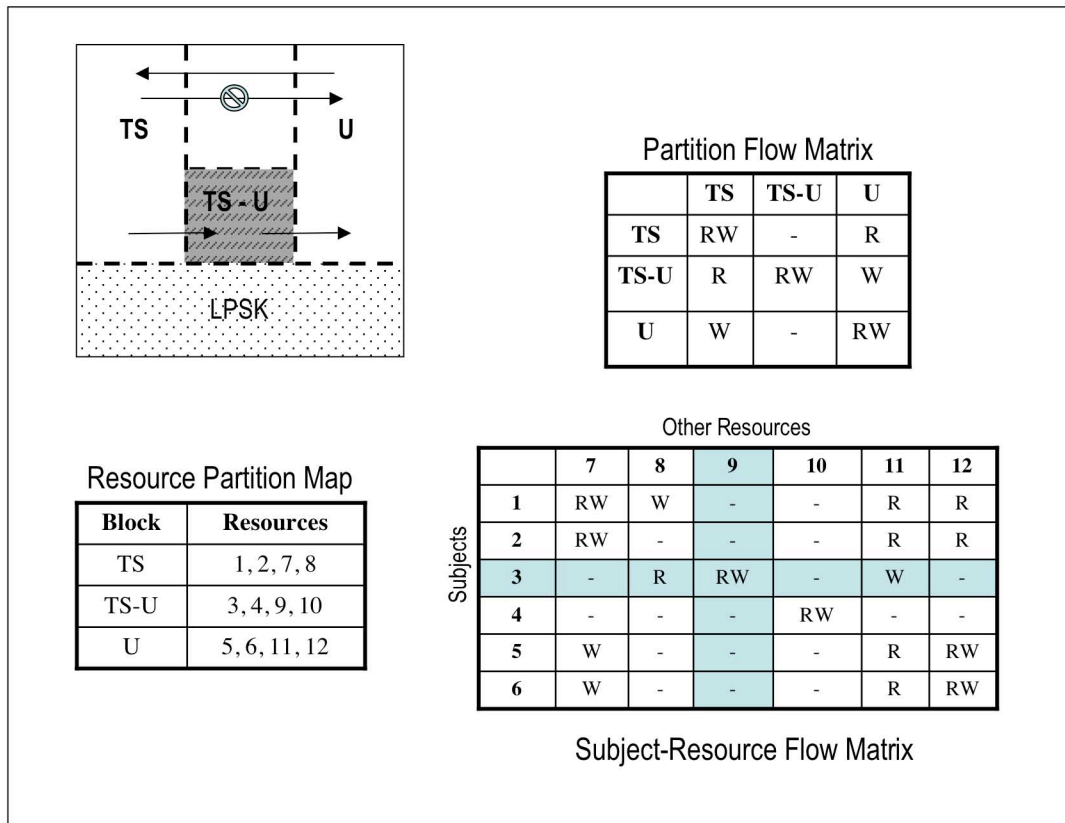 TS
U
TS - U
LPSK
Partition Flow Matrix
TS TS-U U
TS RW - R
TS-U R RW W
U W - RW
Resource Partition Map
Block Resources
TS 1, 2, 7, 8
TS-U 3, 4, 9, 10
U 5, 6, 11, 12
Other Resources
Subjects
7 8 9 10 11 12
1 RW W - - R R
2 RW - - - R R
3 - R RW - W -
4 - - - RW - -
5 W - - - R RW
6 W - - - R RW
Subject-Resource Flow Matrix